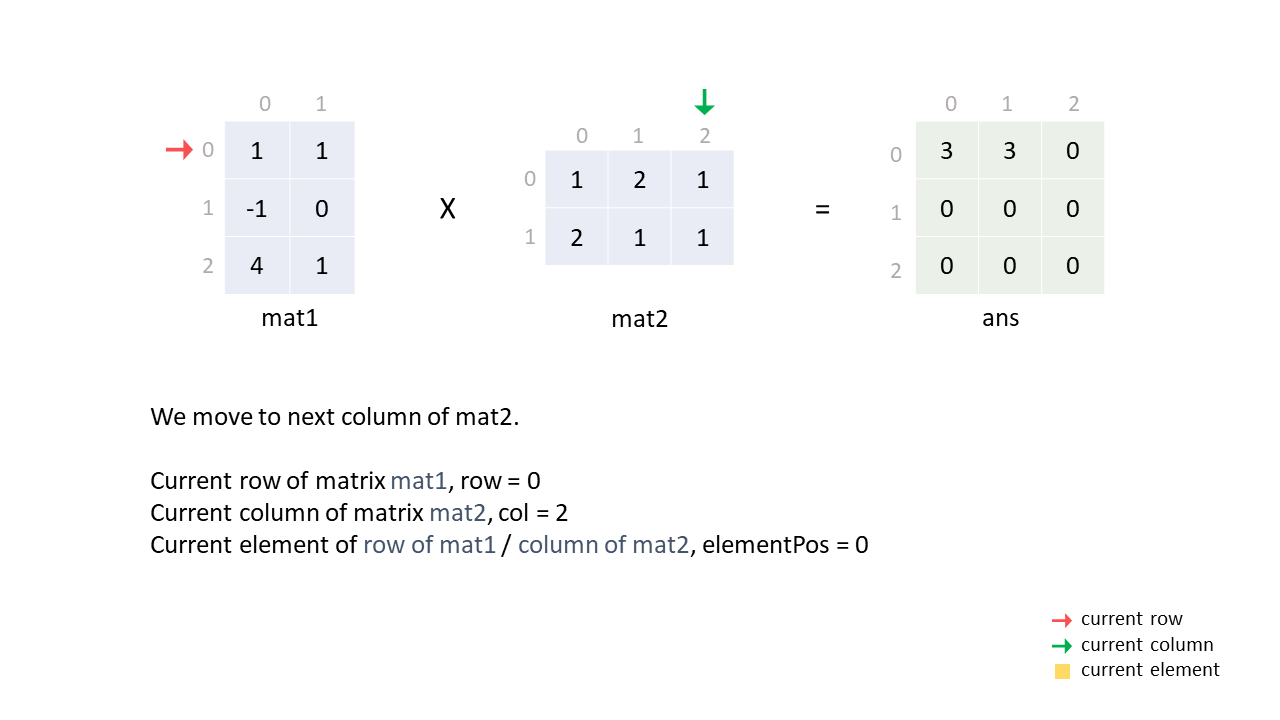 0 1
0 1 1
1 -1 0
2 4 1
mat1
X
0 1 2
0 1 2 1
1 2 1 1
mat2
=
0 1 2
0 3 3 0
1 0 0 0
2 0 0 0
ans
We move to next column of mat2.
Current row of matrix mat1, row = 0
Current column of matrix mat2, col = 2
Current element of row of mat1 / column of mat2, elementPos = 0
current row
current column
current element